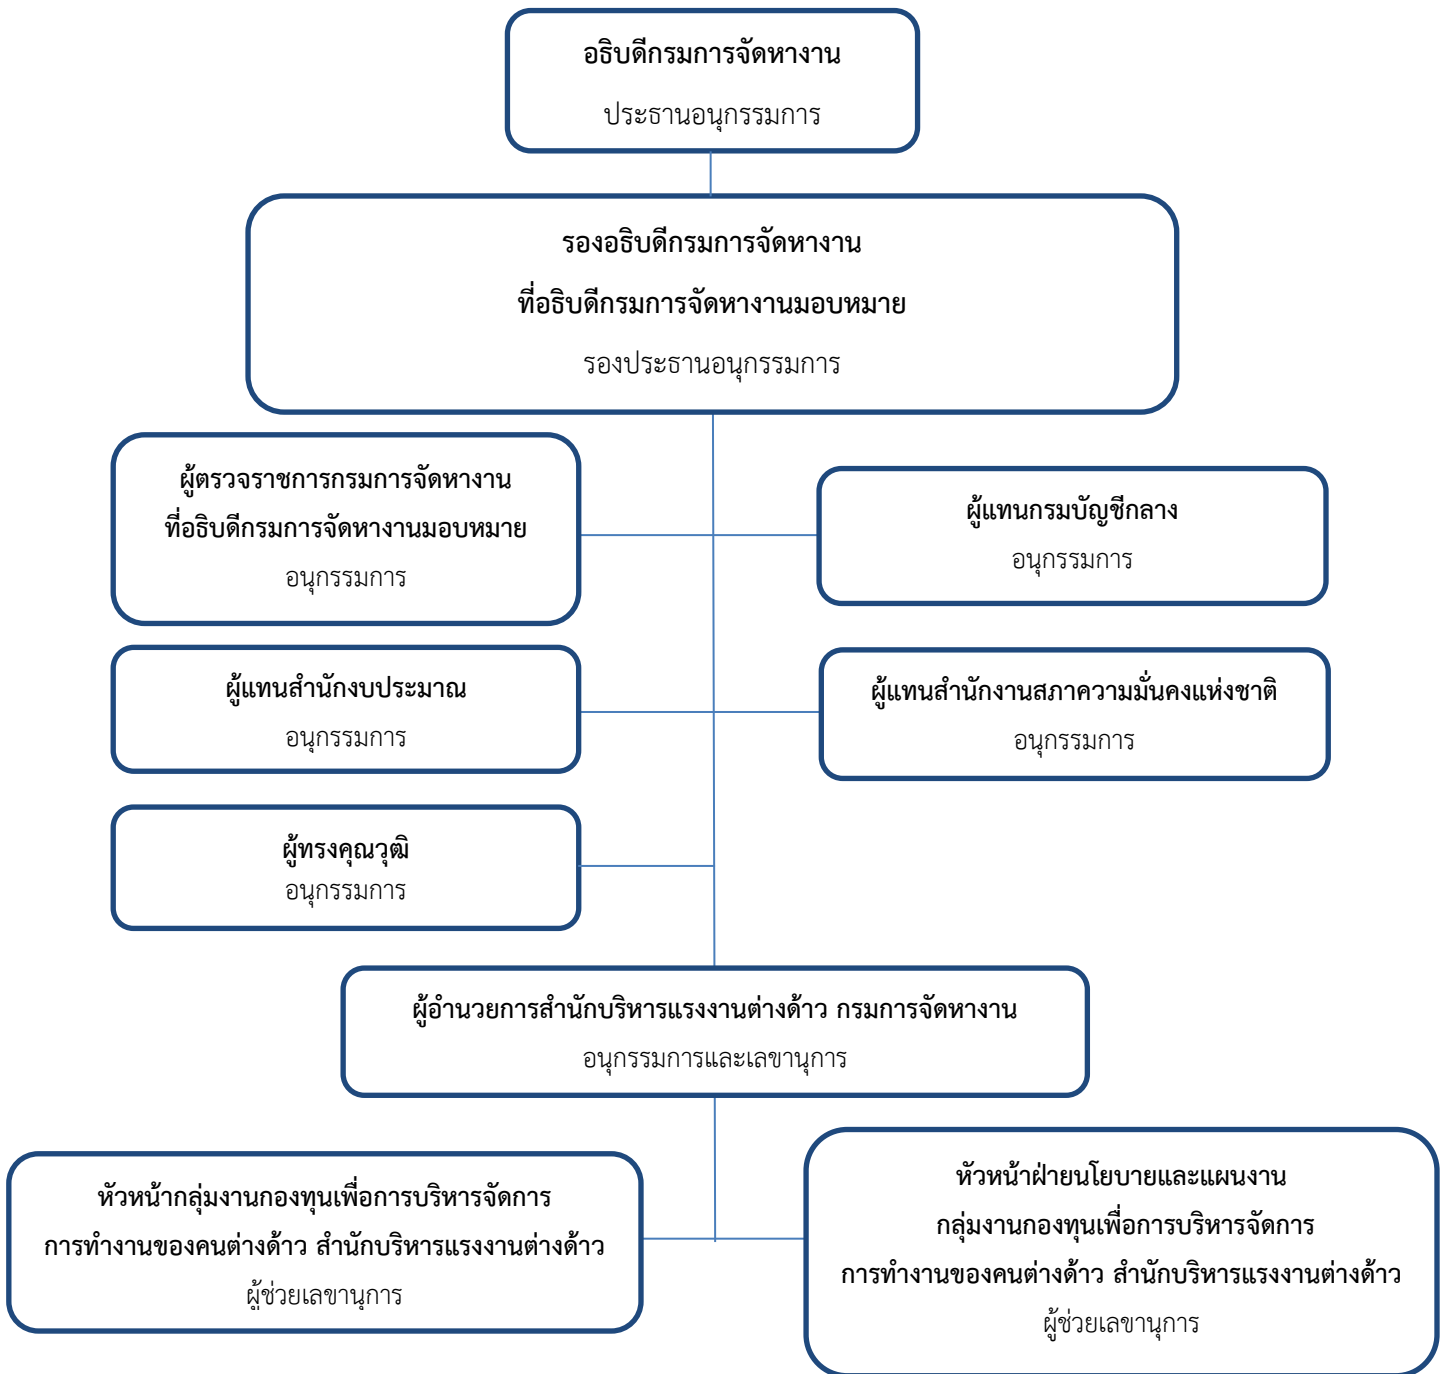 อธิบดีกรมการจัดหางาน
ประธานอนุกรรมการ
รองอธิบดีกรมการจัดหางาน
ที่อธิบดีกรมการจัดหางานมอบหมาย
รองประธานอนุกรรมการ
ผู้ตรวจราชการกรมการจัดหางาน
ที่อธิบดีกรมการจัดหางานมอบหมาย
อนุกรรมการ
ผู้แทนกรมบัญชีกลาง
อนุกรรมการ
ผู้แทนสำนักงบประมาณ
อนุกรรมการ
ผู้แทนสำนักงานสภาความมั่นคงแห่งชาติ
อนุกรรมการ
ผู้ทรงคุณวุฒิ
อนุกรรมการ
ผู้อำนวยการสำนักบริหารแรงงานต่างด้าว กรมการจัดหางาน
อนุกรรมการและเลขานุการ
หัวหน้ากลุ่มงานกองทุนเพื่อการบริหารจัดการ
การทำงานของคนต่างด้าว สำนักบริหารแรงงานต่างด้าว
ผู้ช่วยเลขานุการ
หัวหน้าฝ่ายนโยบายและแผนงาน
กลุ่มงานกองทุนเพื่อการบริหารจัดการ
การทำงานของคนต่างด้าว สำนักบริหารแรงงานต่างด้าว
ผู้ช่วยเลขานุการ